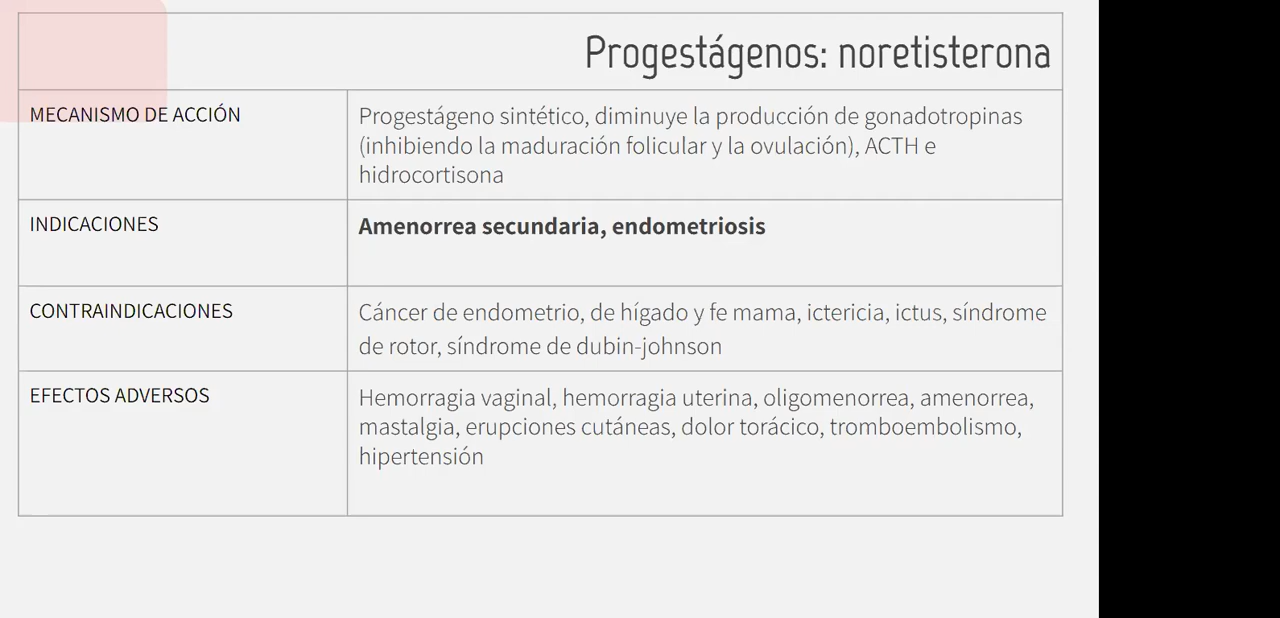 Progestágenos: noretisterona
MECANISMO DE ACCIÓN
Progestágeno sintético, diminuye la producción de gonadotropinas
(inhibiendo la maduración folicular y la ovulación), ACTH e
hidrocortisona
INDICACIONES
Amenorrea secundaria, endometriosis
CONTRAINDICACIONES
Cáncer de endometrio, de hígado y fe mama, ictericia, ictus, síndrome
de rotor, síndrome de dubin-johnson
EFECTOS ADVERSOS
Hemorragia vaginal, hemorragia uterina, oligomenorrea, amenorrea,
mastalgia, erupciones cutáneas, dolor torácico, tromboembolismo,
hipertensión